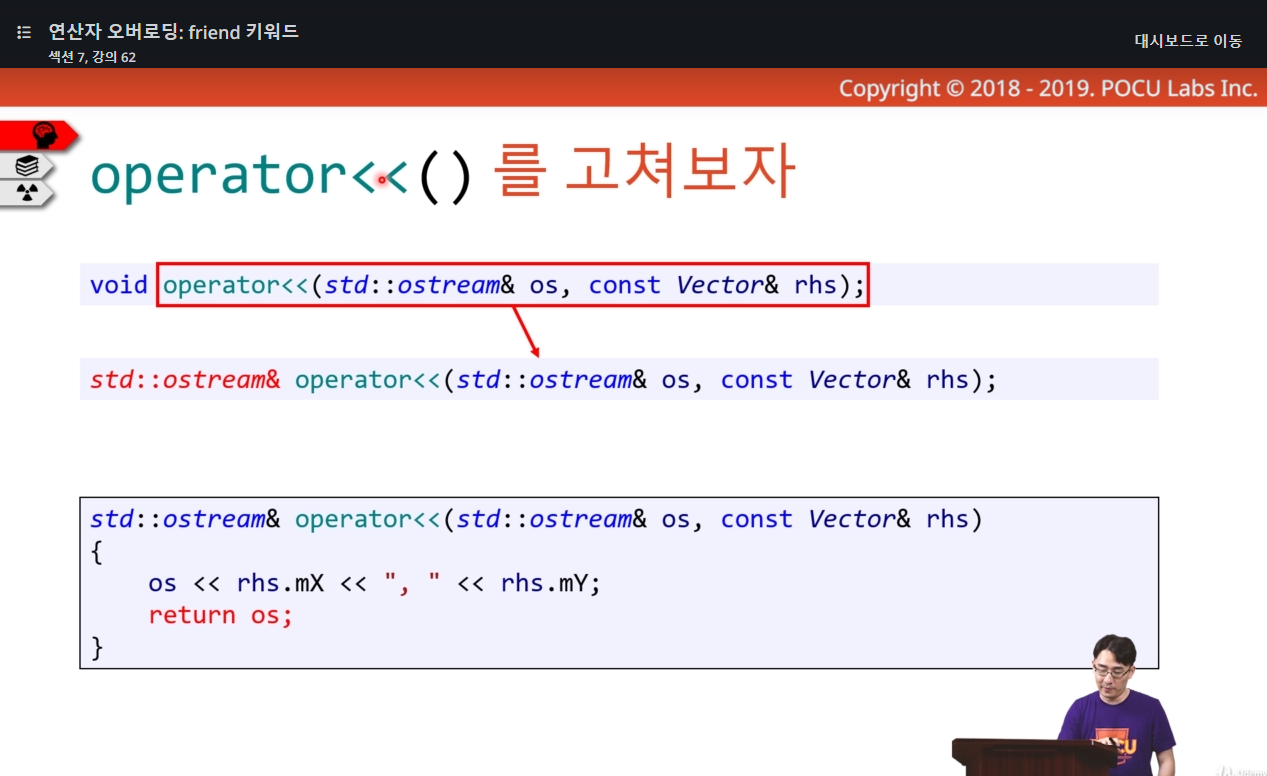 연산자 오버로딩: friend 키워드
섹션 7, 강의 62
대시보드로 이동
Copyright © 2018 - 2019. POCU Labs Inc.
operator<<() 를 고쳐보자
void operator<<(std::ostream& os, const Vector& rhs);
std::ostream& operator<<(std::ostream& os, const Vector& rhs);
std::ostream& operator<<(std::ostream& os, const Vector& rhs)
{
os << rhs.mX << ", " << rhs.mY;
return os;
}